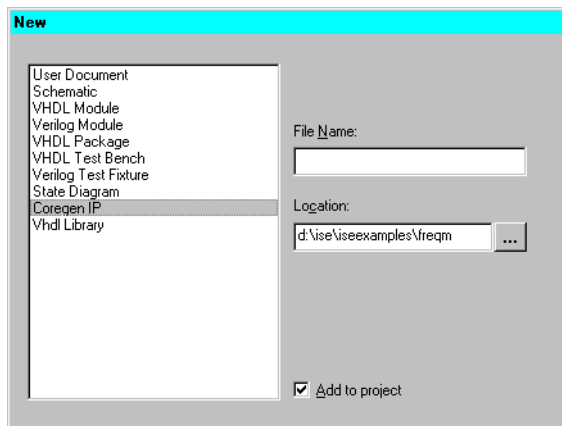 New
User Document
Schematic
VHDL Module
Verilog Module
VHDL Package
VHDL Test Bench
Verilog Test Fixture
State Diagram
Coregen IP
Vhdl Library
File Name:
Location:
d:\ise\iseexamples\freqm
...
Add to project